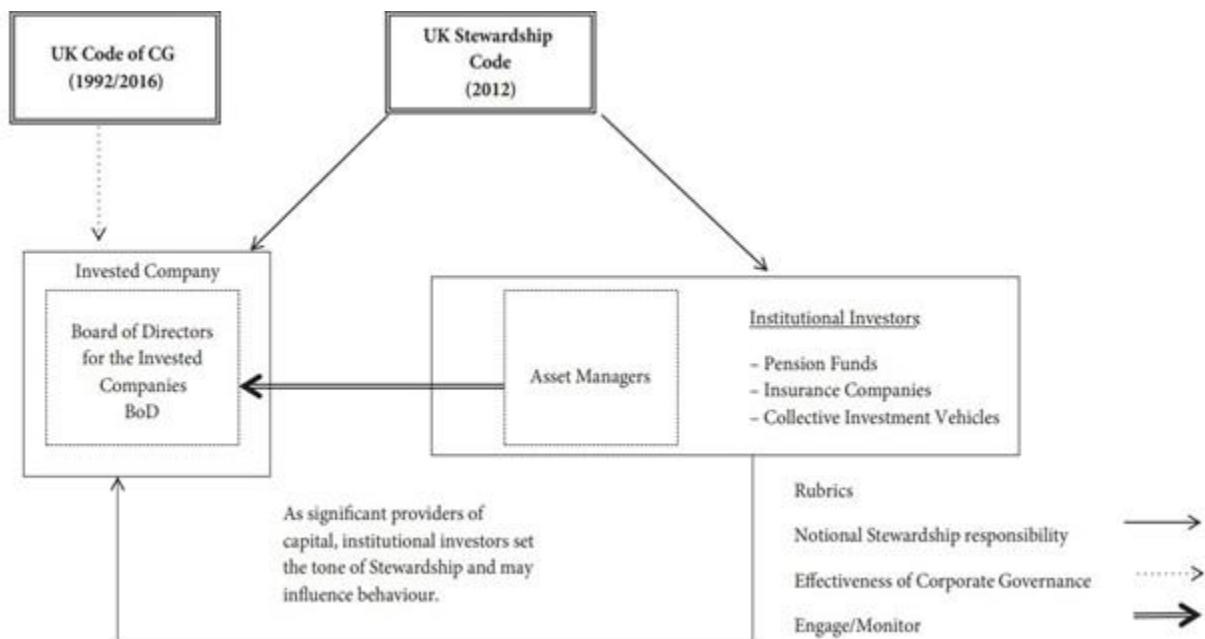 UK Code of CG
(1992/2016)
UK Stewardship
Code
(2012)
Invested Company
Board of Directors
for the Invested
Companies
BoD
Asset Managers
Institutional Investors
– Pension Funds
– Insurance Companies
– Collective Investment Vehicles
As significant providers of
capital, institutional investors set
the tone of Stewardship and may
influence behaviour.
Rubrics
Notional Stewardship responsibility
Effectiveness of Corporate Governance
Engage/Monitor